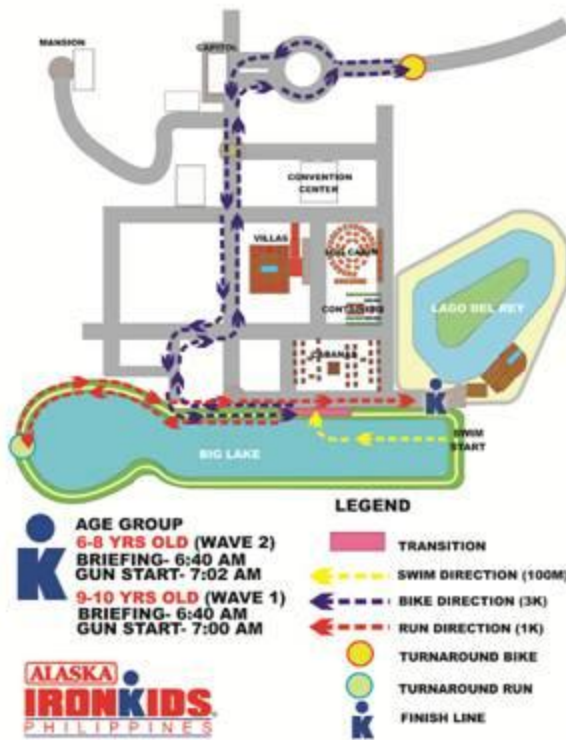 MANSION
CAPITOL
CONVENTION
CENTER
VILLAS
CABANAS
LAGO DEL REY
BIG LAKE
SWIM
START
AGE GROUP
6-8 YRS OLD (WAVE 2)
BRIEFING- 6:40 AM
GUN START- 7:02 AM
9-10 YRS OLD (WAVE 1)
BRIEFING- 6:40 AM
GUN START- 7:00 AM
LEGEND
TRANSITION
SWIM DIRECTION (100M)
BIKE DIRECTION (3K)
RUN DIRECTION (1K)
TURNAROUND BIKE
TURNAROUND RUN
FINISH LINE
ALASKA
IRONKIDS
PHILIPPINES